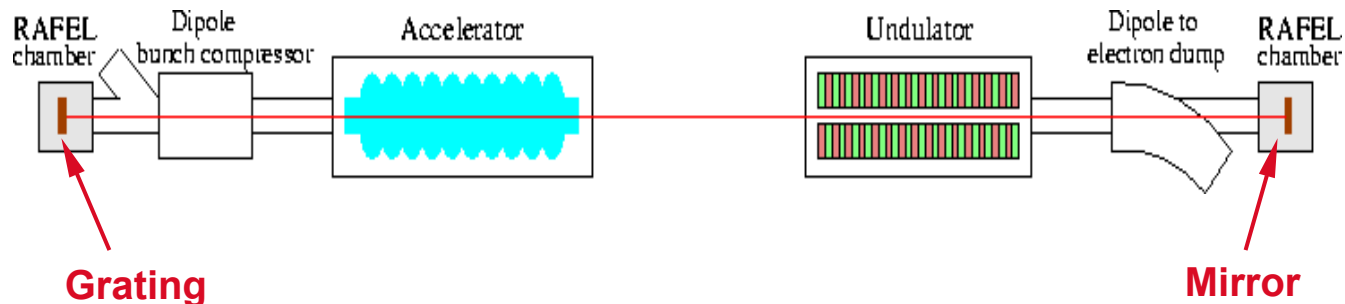 RAFEL
chamber
Dipole
bunch compressor
Accelerator
Undulator
Dipole to
electron dump
RAFEL
chamber
Grating
Mirror